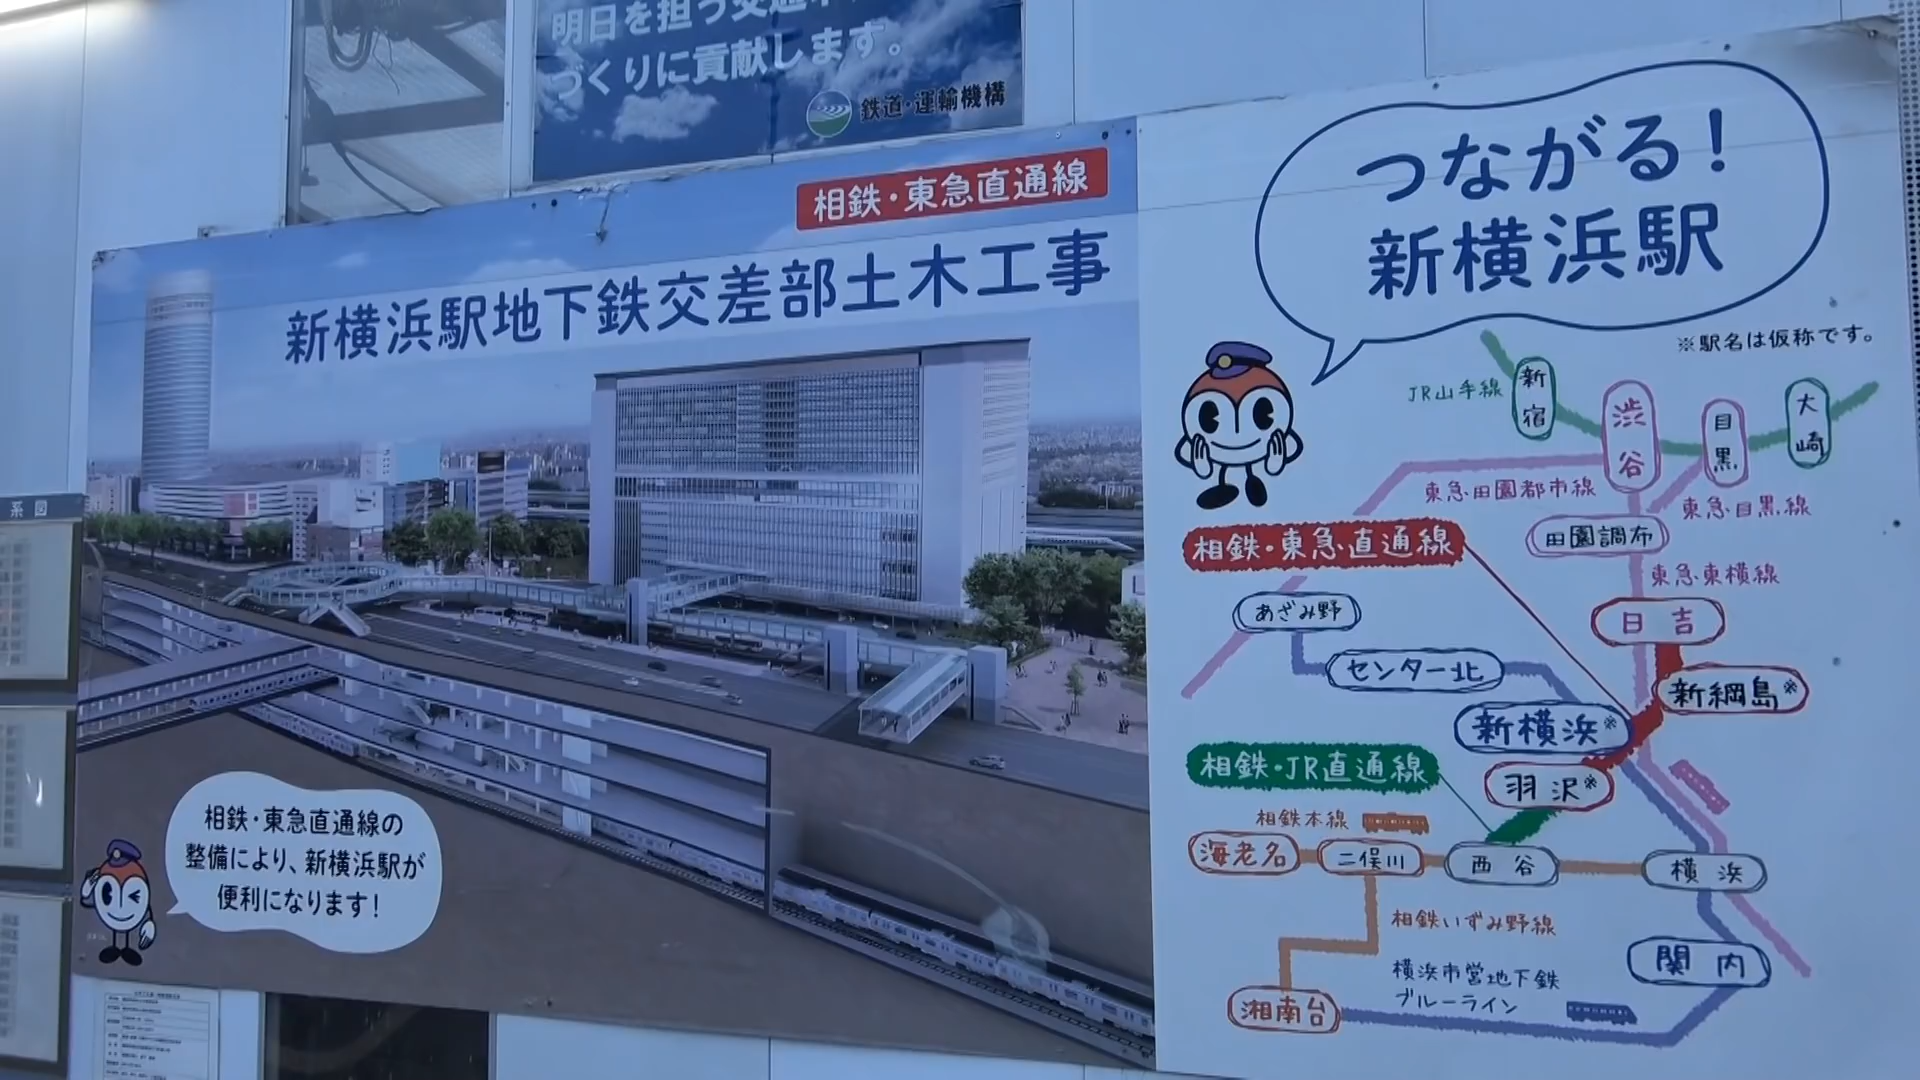 明日を担う交通
づくりに貢献します。
鉄道・運輸機構
相鉄・東急直通線
新横浜駅地下鉄交差部土木工事
相鉄・東急直通線の
整備により、新横浜駅が
便利になります!
系図
つながる!
新横浜駅
※駅名は仮称です。
JR山手線
新宿
渋谷
目黒
大崎
東急田園都市線
東急目黒線
田園調布
相鉄・東急直通線
東急東横線
あざみ野
日吉
センター北
新綱島※
新横浜※
相鉄・JR直通線
羽沢※
相鉄本線
海老名
二俣川
西谷
横浜
相鉄いずみ野線
関内
横浜市営地下鉄
ブルーライン
湘南台